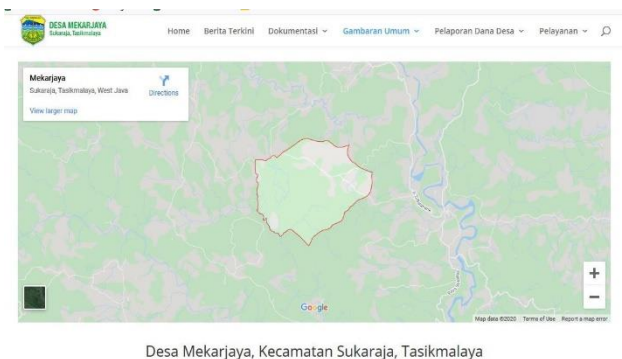 DESA MEKARJAYA
Sukaraja, Tasikmalaya
Home Berita Terkini Dokumentasi Gambaran Umum Pelaporan Dana Desa Pelayanan
Mekarjaya
Sukaraja, Tasikmalaya, West Java
Directions
View larger map
+
−
Google
Map data ©2020 Terms of Use Report a map error
Desa Mekarjaya, Kecamatan Sukaraja, Tasikmalaya